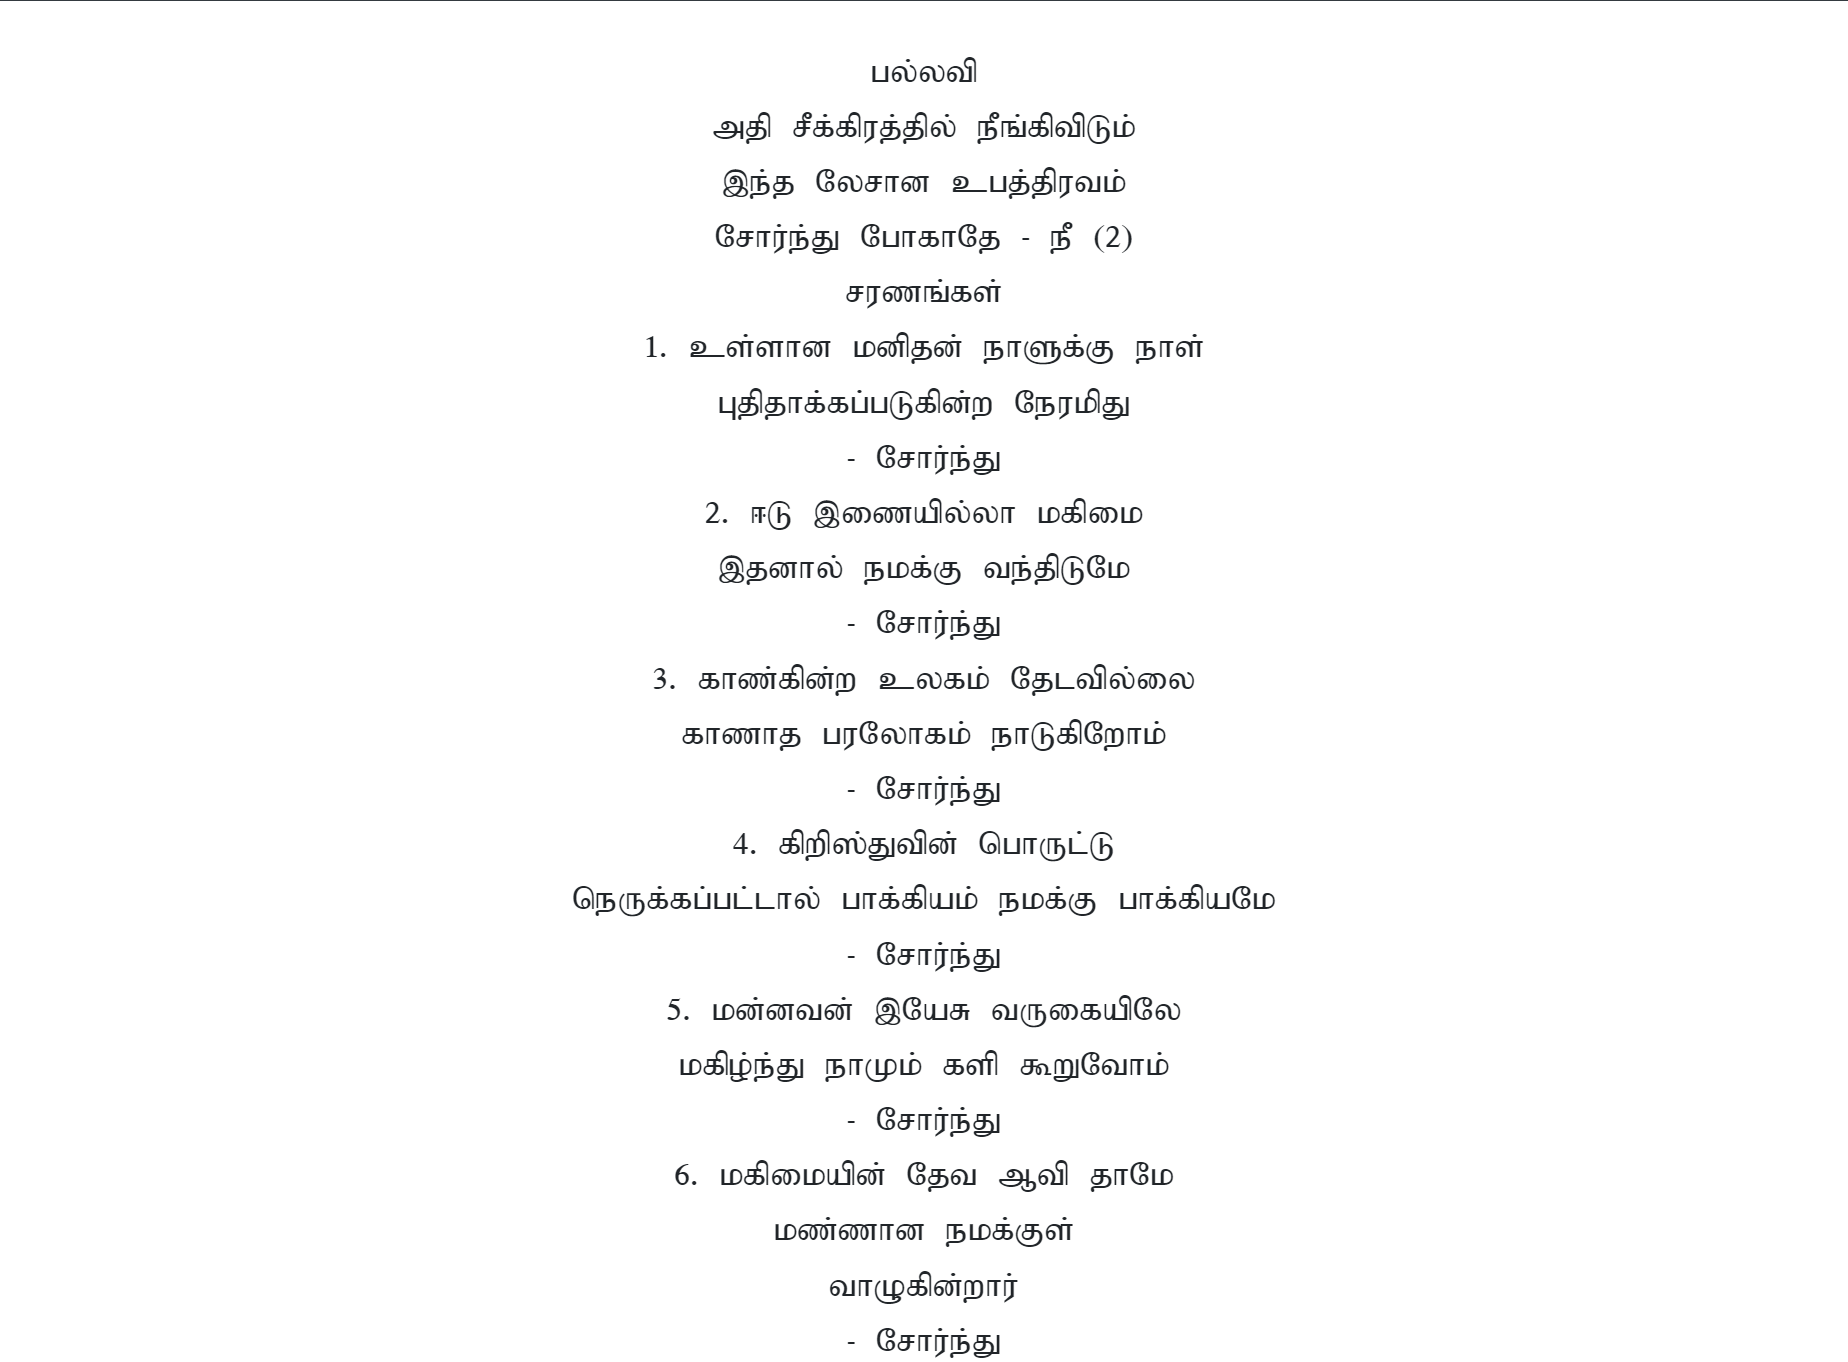 பல்லவி
அதி சீக்கிரத்தில் நீங்கிவிடும்
இந்த லேசான உபத்திரவம்
சோர்ந்து போகாதே - நீ (2)
சரணங்கள்
1. உள்ளான மனிதன் நாளுக்கு நாள்
புதிதாக்கப்படுகின்ற நேரமிது
- சோர்ந்து
2. ஈடு இணையில்லா மகிமை
இதனால் நமக்கு வந்திடுமே
- சோர்ந்து
3. காண்கின்ற உலகம் தேடவில்லை
காணாத பரலோகம் நாடுகிறோம்
- சோர்ந்து
4. கிறிஸ்துவின் பொருட்டு
நெருக்கப்பட்டால் பாக்கியம் நமக்கு பாக்கியமே
- சோர்ந்து
5. மன்னவன் இயேசு வருகையிலே
மகிழ்ந்து நாமும் களி கூறுவோம்
- சோர்ந்து
6. மகிமையின் தேவ ஆவி தாமே
மண்ணான நமக்குள்
வாழுகின்றார்
- சோர்ந்து